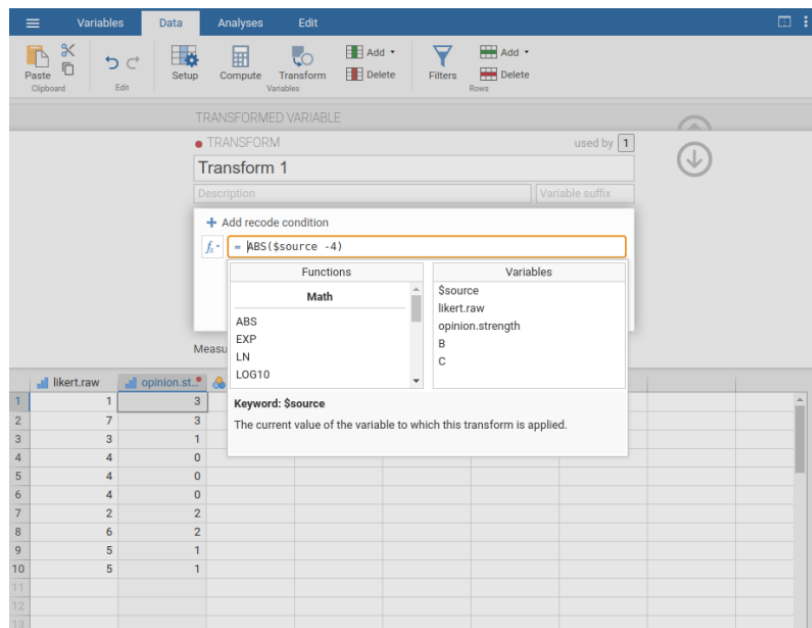 Variables Data Analyses Edit
Paste
Clipboard
Edit
Setup
Compute
Transform
Variables
Add
Delete
Filters
Add
Delete
Rows
TRANSFORMED VARIABLE
TRANSFORM used by 1
Transform 1
Description Variable suffix
+ Add recode condition
fx = ABS($source -4)
Functions
Math
ABS
EXP
LN
LOG10
Variables
$source
likert.raw
opinion.strength
B
C
Measu
Keyword: $source
The current value of the variable to which this transform is applied.
likert.raw opinion.st...
1 1 3
2 7 3
3 3 1
4 4 0
5 4 0
6 4 0
7 2 2
8 6 2
9 5 1
10 5 1
11
12
13